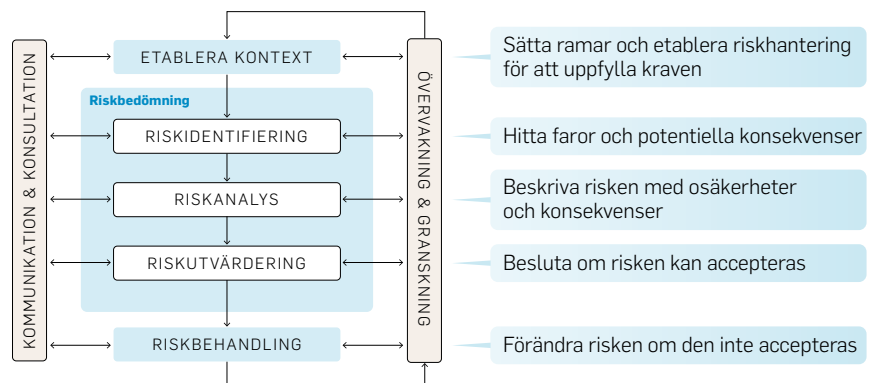 KOMMUNIKATION & KONSULTATION
ETABLERA KONTEXT
Riskbedömning
RISKIDENTIFIERING
RISKANALYS
RISKUTVÄRDERING
RISKBEHANDLING
ÖVERVAKNING & GRANSKNING
Sätta ramar och etablera riskhantering
för att uppfylla kraven
Hitta faror och potentiella konsekvenser
Beskriva risken med osäkerheter
och konsekvenser
Besluta om risken kan accepteras
Förändra risken om den inte accepteras